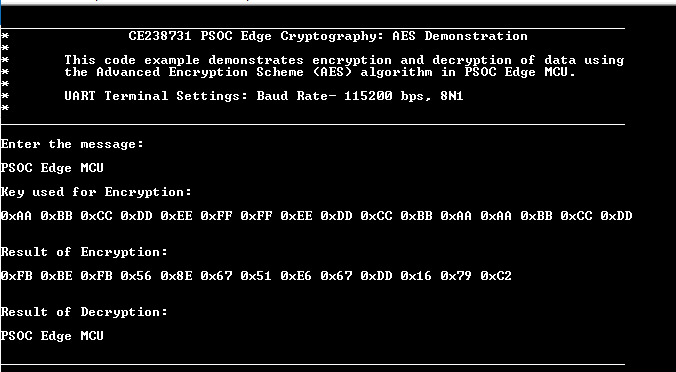 * CE238731 PSOC Edge Cryptography: AES Demonstration
*
* This code example demonstrates encryption and decryption of data using
* the Advanced Encryption Scheme (AES) algorithm in PSOC Edge MCU.
*
* UART Terminal Settings: Baud Rate- 115200 bps, 8N1
*
Enter the message:
PSOC Edge MCU
Key used for Encryption:
0xAA 0xBB 0xCC 0xDD 0xEE 0xFF 0xFF 0xEE 0xDD 0xCC 0xBB 0xAA 0xAA 0xBB 0xCC 0xDD
Result of Encryption:
0xFB 0xBE 0xFB 0x56 0x8E 0x67 0x51 0xE6 0x67 0xDD 0x16 0x79 0xC2
Result of Decryption:
PSOC Edge MCU